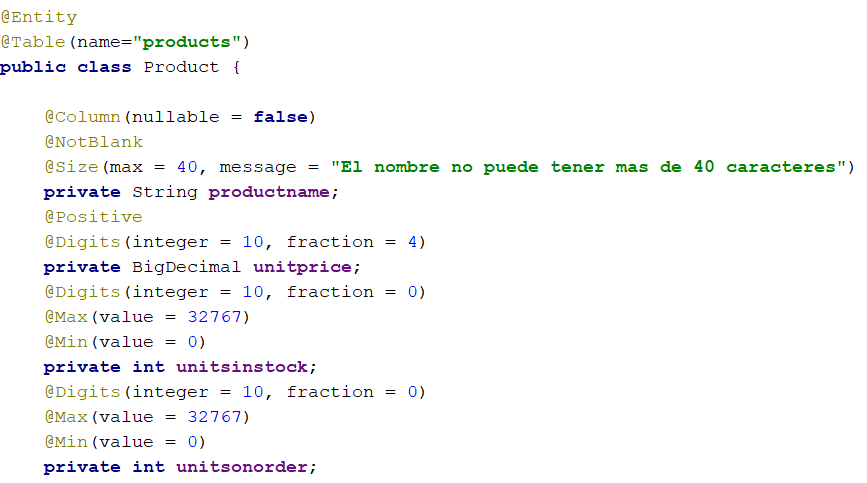 @Entity
@Table(name="products")
public class Product {
@Column(nullable = false)
@NotBlank
@Size(max = 40, message = "El nombre no puede tener mas de 40 caracteres")
private String productname;
@Positive
@Digits(integer = 10, fraction = 4)
private BigDecimal unitprice;
@Digits(integer = 10, fraction = 0)
@Max(value = 32767)
@Min(value = 0)
private int unitsinstock;
@Digits(integer = 10, fraction = 0)
@Max(value = 32767)
@Min(value = 0)
private int unitsonorder;